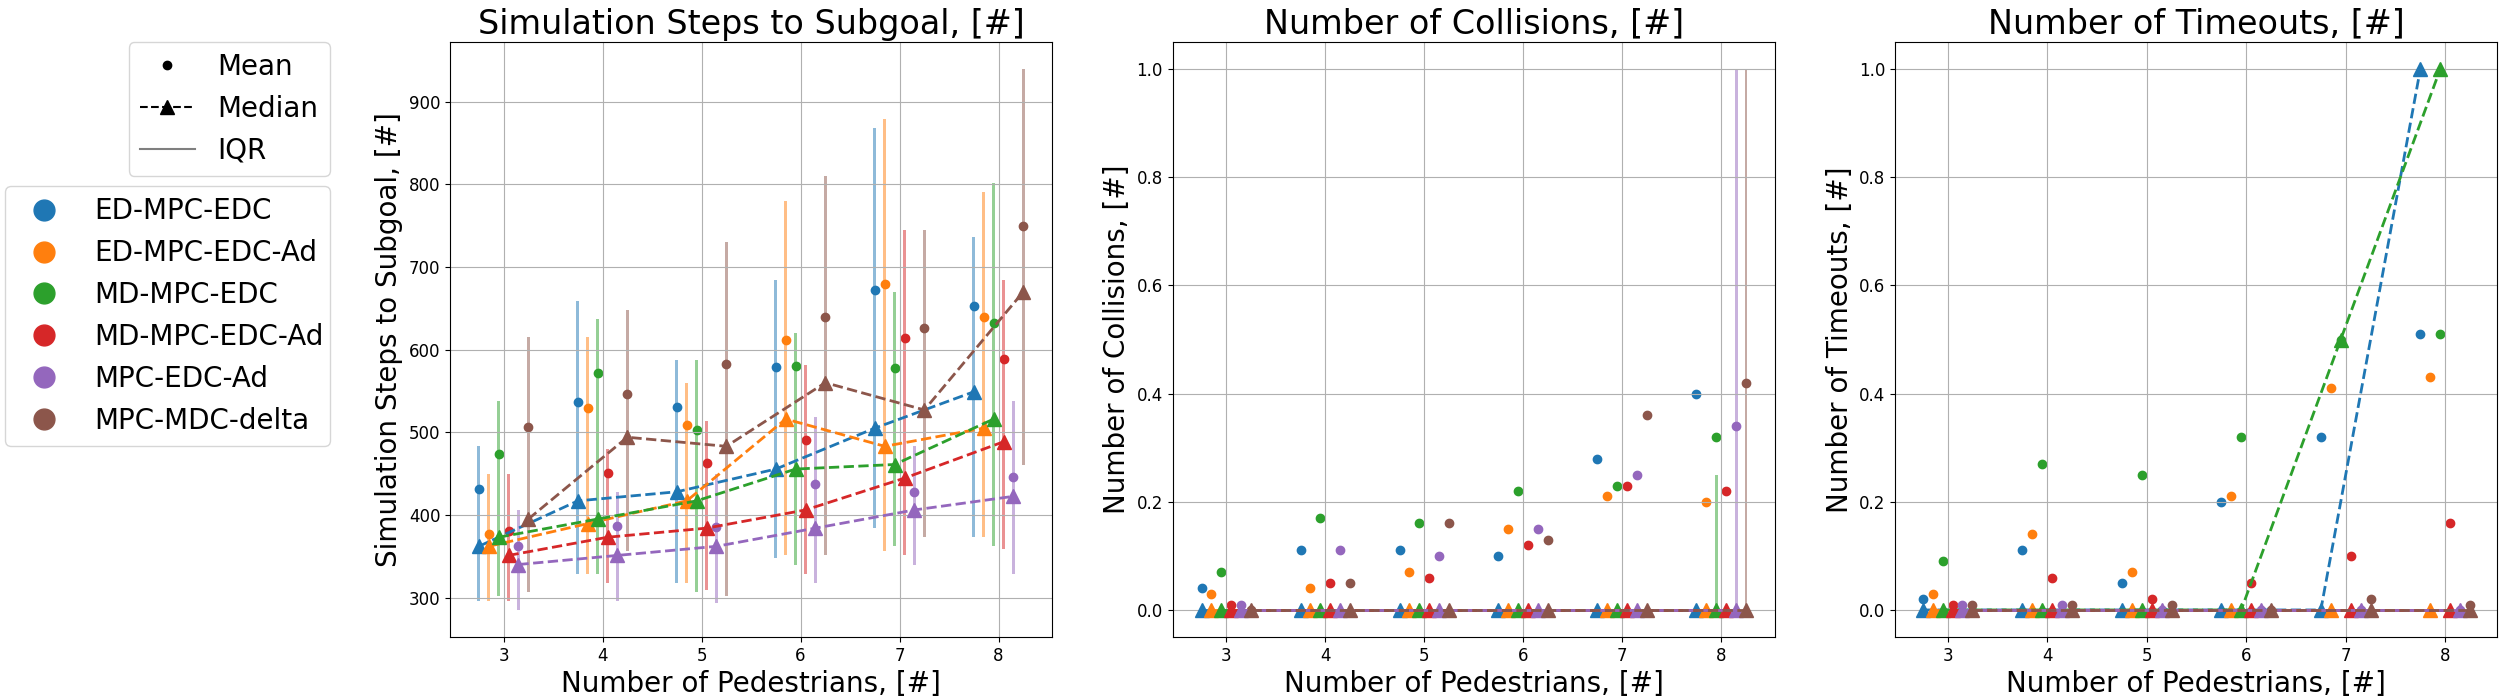 Mean
Median
IQR
ED-MPC-EDC
ED-MPC-EDC-Ad
MD-MPC-EDC
MD-MPC-EDC-Ad
MPC-EDC-Ad
MPC-MDC-delta
Simulation Steps to Subgoal, [#]
Simulation Steps to Subgoal, [#]
900
800
700
600
500
400
300
3 4 5 6 7 8
Number of Pedestrians, [#]
Number of Collisions, [#]
Number of Collisions, [#]
1.0
0.8
0.6
0.4
0.2
0.0
3 4 5 6 7 8
Number of Pedestrians, [#]
Number of Timeouts, [#]
Number of Timeouts, [#]
1.0
0.8
0.6
0.4
0.2
0.0
3 4 5 6 7 8
Number of Pedestrians, [#]